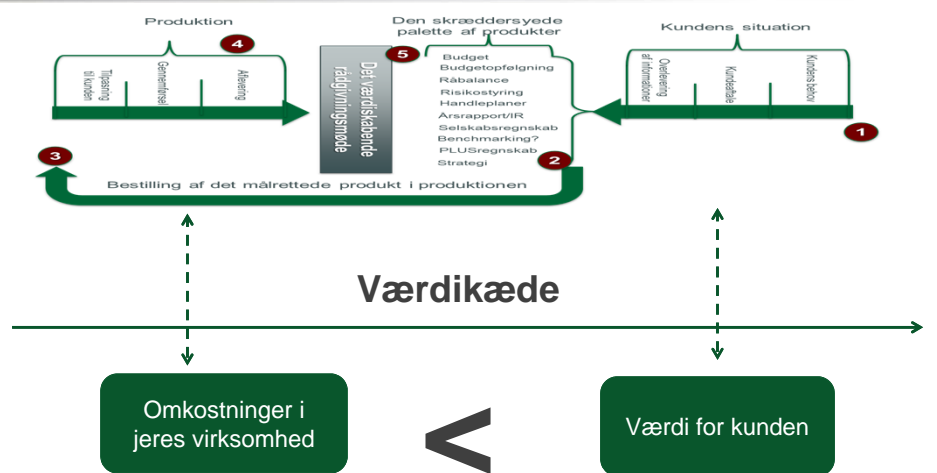 Produktion
Den skræddersyede
palette af produkter
Kundens situation
4
5
Tilpasning
til kunden
Gennemførsel
Aflevering
Det værdiskabende
rådgivningsmøde
Budget
Budgetopfølgning
Råbalance
Risikostyring
Handleplaner
Årsrapport/IR
Selskabsregnskab
Benchmarking?
PLUSregnskab
Strategi
Overlevering
af informationer
Kundeaftale
Kundens behov
1
2
3
Bestilling af det målrettede produkt i produktionen
Værdikæde
Omkostninger i
jeres virksomhed
<
Værdi for kunden